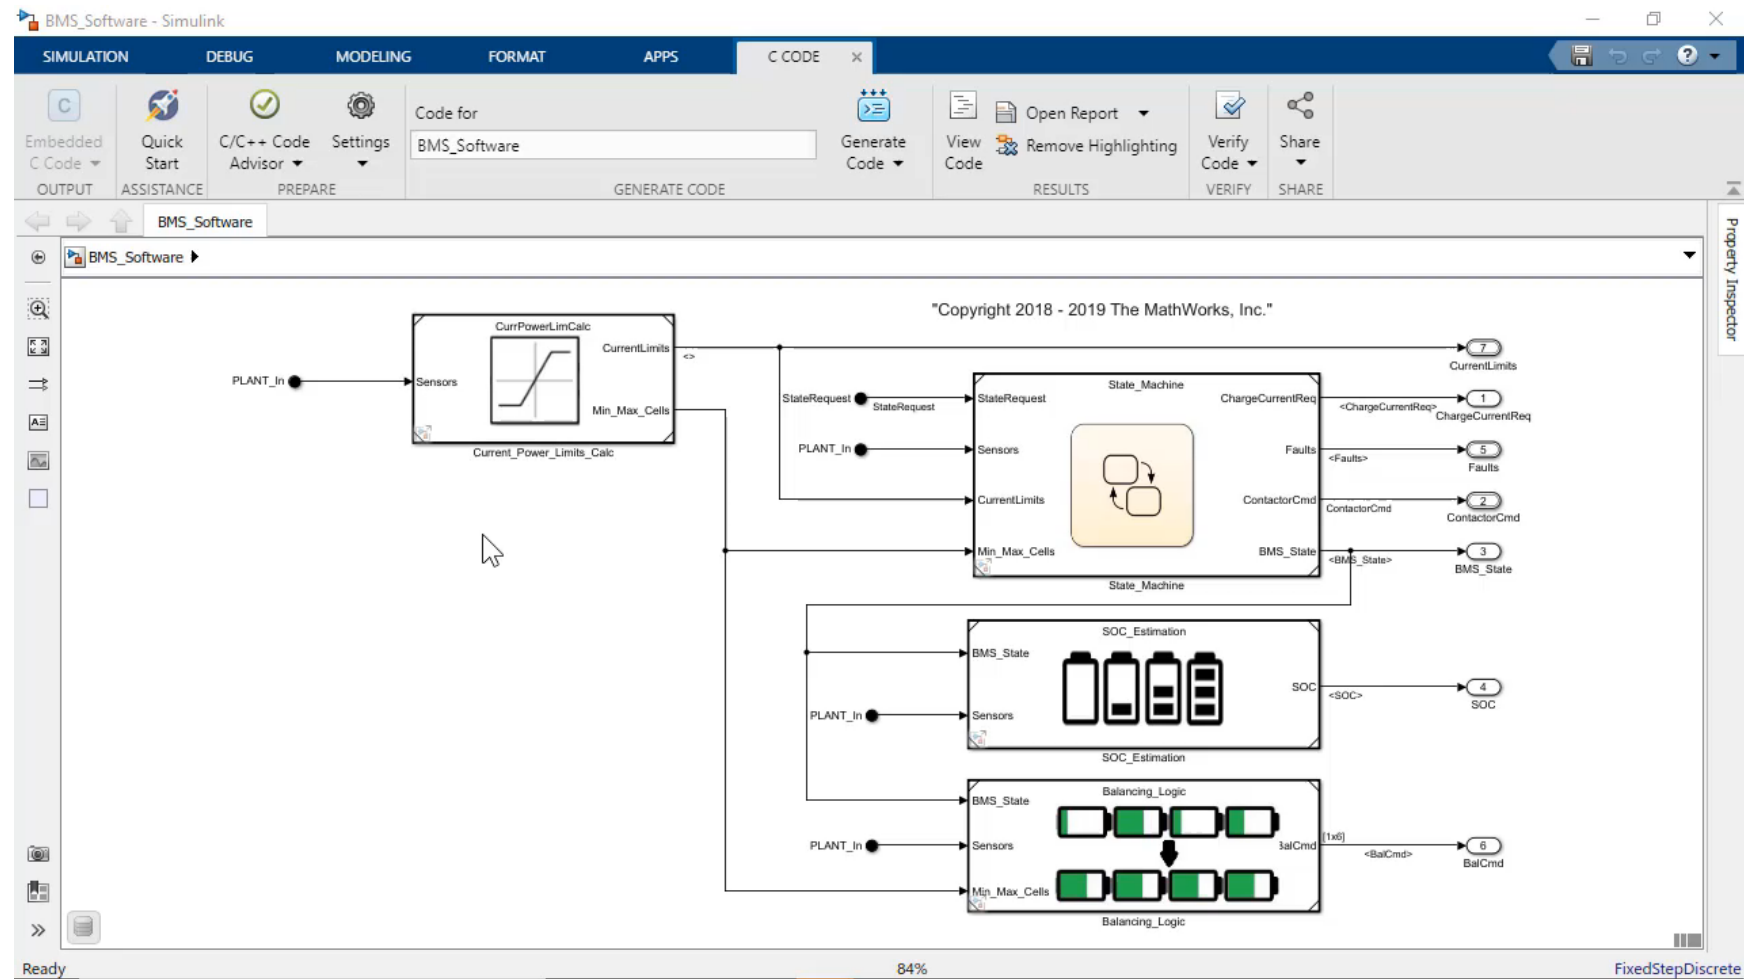 BMS_Software - Simulink
SIMULATION
DEBUG
MODELING
FORMAT
APPS
C CODE
Embedded
C Code
OUTPUT
Quick
Start
ASSISTANCE
C/C++ Code
Advisor
Settings
PREPARE
Code for
BMS_Software
Generate
Code
GENERATE CODE
View
Code
Open Report
Remove Highlighting
RESULTS
Verify
Code
VERIFY
Share
SHARE
BMS_Software
BMS_Software
Property Inspector
"Copyright 2018 - 2019 The MathWorks, Inc."
CurrPowerLimCalc
PLANT_In
Sensors
CurrentLimits
<>
Min_Max_Cells
Current_Power_Limits_Calc
7
CurrentLimits
State_Machine
StateRequest
StateRequest
StateRequest
PLANT_In
Sensors
CurrentLimits
Min_Max_Cells
ChargeCurrentReq
<ChargeCurrentReq>
1
ChargeCurrentReq
Faults
<Faults>
5
Faults
ContactorCmd
ContactorCmd
2
ContactorCmd
BMS_State
<BMS_State>
3
BMS_State
State_Machine
SOC_Estimation
BMS_State
PLANT_In
Sensors
SOC
<SOC>
4
SOC
SOC_Estimation
Balancing_Logic
BMS_State
PLANT_In
Sensors
Min_Max_Cells
BalCmd
[1x6]
<BalCmd>
6
BalCmd
Balancing_Logic
Ready
84%
FixedStepDiscrete